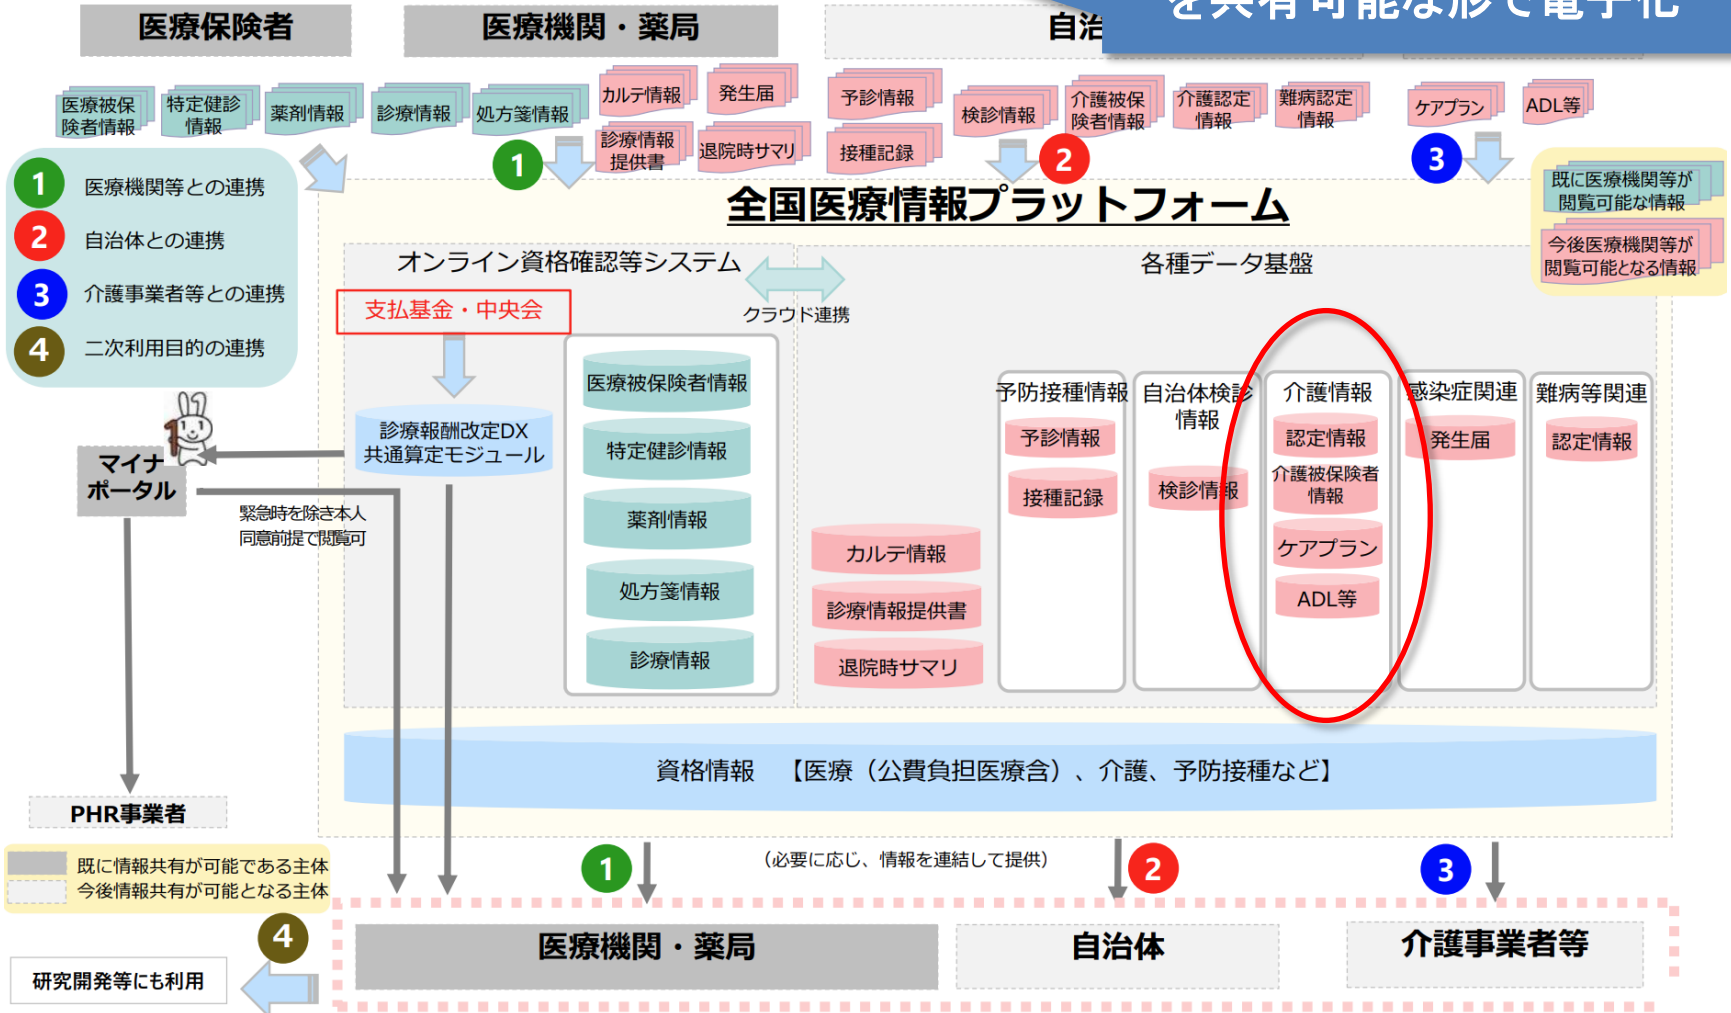 を共有可能な形で電子化
医療保険者
医療機関・薬局
自治
医療被保
険者情報
特定健診
情報
薬剤情報
診療情報
処方箋情報
カルテ情報
発生届
診療情報
提供書
退院時サマリ
予診情報
接種記録
検診情報
介護被保
険者情報
介護認定
情報
難病認定
情報
ケアプラン
ADL等
1
2
3
1 医療機関等との連携
2 自治体との連携
3 介護事業者等との連携
4 二次利用目的の連携
既に医療機関等が
閲覧可能な情報
今後医療機関等が
閲覧可能となる情報
全国医療情報プラットフォーム
オンライン資格確認等システム
クラウド連携
各種データ基盤
支払基金・中央会
診療報酬改定DX
共通算定モジュール
医療被保険者情報
特定健診情報
薬剤情報
処方箋情報
診療情報
カルテ情報
診療情報提供書
退院時サマリ
予防接種情報
予診情報
接種記録
自治体検診
情報
検診情報
介護情報
認定情報
介護被保険者
情報
ケアプラン
ADL等
感染症関連
発生届
難病等関連
認定情報
マイナ
ポータル
緊急時を除き本人
同意前提で閲覧可
資格情報　【医療（公費負担医療含）、介護、予防接種など】
PHR事業者
既に情報共有が可能である主体
今後情報共有が可能となる主体
1
（必要に応じ、情報を連結して提供）
2
3
4
研究開発等にも利用
医療機関・薬局
自治体
介護事業者等